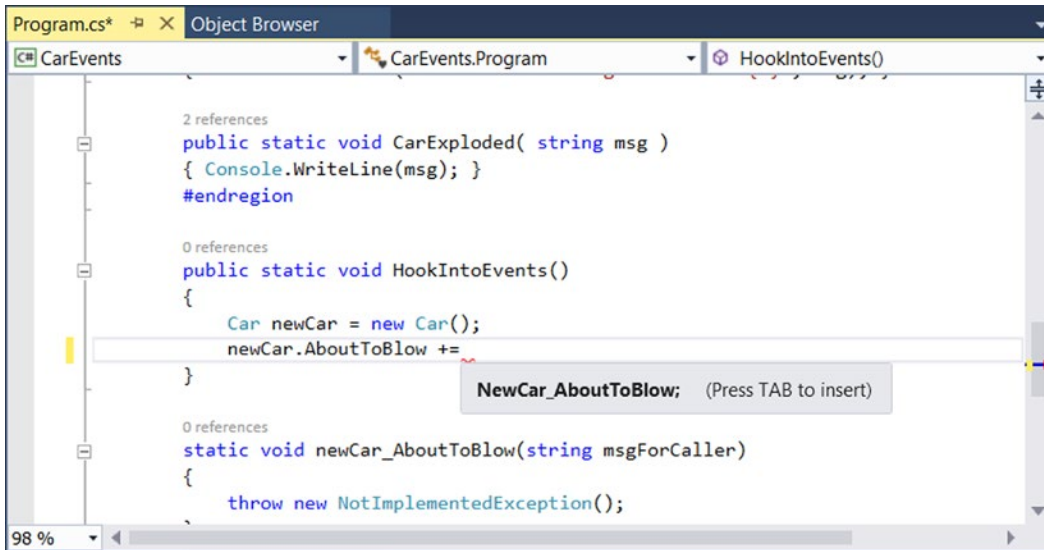 Program.cs* Object Browser
C# CarEvents CarEvents.Program HookIntoEvents()
2 references
public static void CarExploded( string msg )
{ Console.WriteLine(msg); }
#endregion
0 references
public static void HookIntoEvents()
{
Car newCar = new Car();
newCar.AboutToBlow +=
}
NewCar_AboutToBlow; (Press TAB to insert)
0 references
static void newCar_AboutToBlow(string msgForCaller)
{
throw new NotImplementedException();
98 %